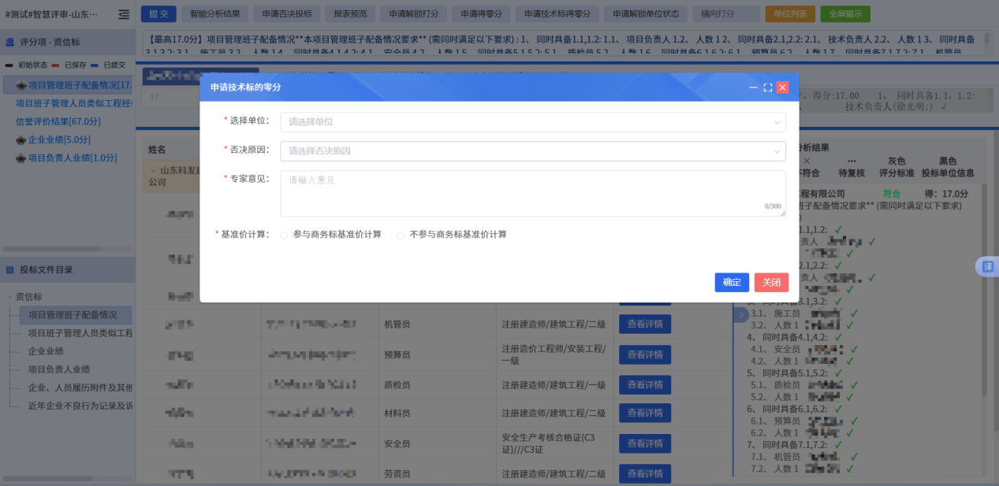 #测试#智慧评审-山东…
提 交
智能分析结果
申请否决投标
报表预览
申请解锁打分
申请得零分
申请技术标得零分
申请解锁单位状态
横向打分
单位列表
全屏展示
评分项 - 资信标
初始状态 已保存 已提交
项目管理班子配备情况[17.
项目班子管理人员类似工程经
信誉评价结果[67.0分]
企业业绩[5.0分]
项目负责人业绩[1.0分]
投标文件目录
资信标
项目管理班子配备情况
项目班子管理人员类似工程
企业业绩
项目负责人业绩
企业、人员履历附件及其他
近年企业不良行为记录及诉
【最高17.0分】项目管理班子配备情况**本项目管理班子配备情况要求** (需同时满足以下要求) : 1、 同时具备1.1,1.2: 1.1、 项目负责人 1.2、 人数 1 2、 同时具备2.1,2.2: 2.1、 技术负责人 2.2、 人数 1 3、 同时具备
3.1,3.2: 3.1、 施工员 3.2、 人数 1 4、 同时具备4.1,4.2: 4.1、 安全员 4.2、 人数 1 5、 同时具备5.1,5.2: 5.1、 质检员 5.2、 人数 1 6、 同时具备6.1,6.2: 6.1、 预算员 6.2、 人数 1 7、 同时具备7.1,7.2: 7.1、 机管员
17
, 得分:17.00 1、 同时具备1.1, 1.2:
技术负责人(徐光明;) √
申请技术标的零分
* 选择单位:
请选择单位
* 否决原因:
请选择否决原因
* 专家意见:
请输入意见
0/300
* 基准价计算:
参与商务标基准价计算
不参与商务标基准价计算
确定
关闭
姓名
山东科发
公司
机管员 注册建造师/建筑工程/二级 查看详情
预算员 注册造价工程师/安装工程/
一级 查看详情
质检员 注册建造师/建筑工程/一级 查看详情
材料员 注册建造师/建筑工程/二级 查看详情
安全员 安全生产考核合格证(C3
证)///C3证 查看详情
劳资员 注册建造师/建筑工程/二级 查看详情
分析结果
× … 灰色 黑色
不符合 待复核 评分标准 投标单位信息
工程有限公司 符合 得: 17.0分
班子配备情况要求** (需同时满足以下要求)
1.1,1.2: ✓
责人 ✓
✓
2.1,2.2: ✓
责人 ✓
✓
3、 同时具备3.1,3.2: ✓
3.1、 施工员 ✓
3.2、 人数 1 ✓
4、 同时具备4.1,4.2: ✓
4.1、 安全员 ✓
4.2、 人数 1 ✓
5、 同时具备5.1,5.2: ✓
5.1、 质检员 ✓
5.2、 人数 1 ✓
6、 同时具备6.1,6.2: ✓
6.1、 预算员 ✓
6.2、 人数 1 ✓
7、 同时具备7.1,7.2: ✓
7.1、 机管员 ✓
7.2、 人数 1 ✓
译